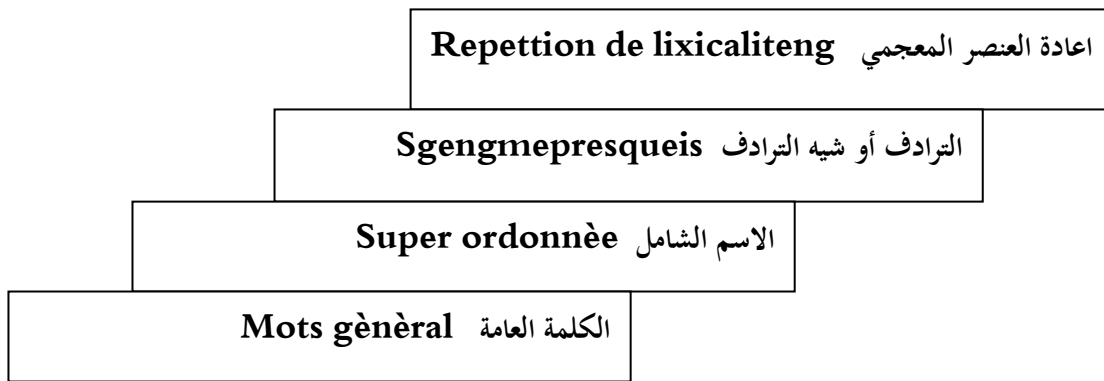 اعادة العنصر المعجمي Repettion de lixicaliteng
الترادف أو شيه الترادف Sgengmepresqueis
الاسم الشامل Super ordonnèe
الكلمة العامة Mots gènèral